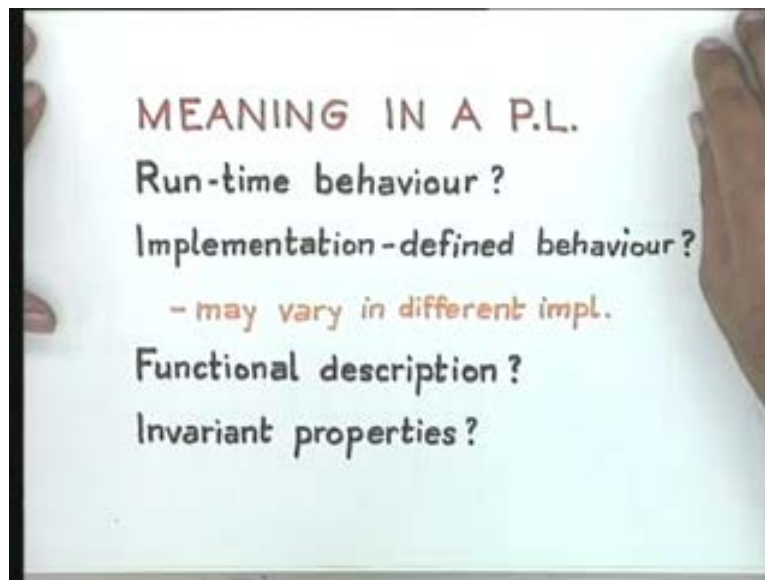 MEANING IN A P.L.
Run-time behaviour?
Implementation-defined behaviour?
- may vary in different impl.
Functional description?
Invariant properties?